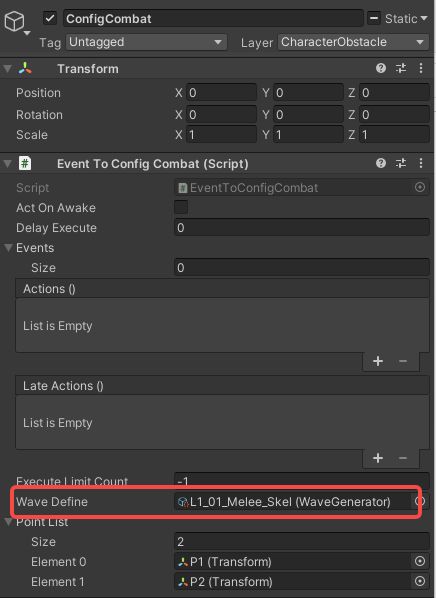 ConfigCombat
Static
Tag Untagged Layer CharacterObstacle
Transform
Position X 0 Y 0 Z 0
Rotation X 0 Y 0 Z 0
Scale X 1 Y 1 Z 1
# Event To Config Combat (Script)
Script # EventToConfigCombat
Act On Awake
Delay Execute 0
Events
Size 0
Actions ()
List is Empty
+ −
Late Actions ()
List is Empty
+ −
Execute Limit Count -1
Wave Define L1_01_Melee_Skel (WaveGenerator)
Point List
Size 2
Element 0 P1 (Transform)
Element 1 P2 (Transform)